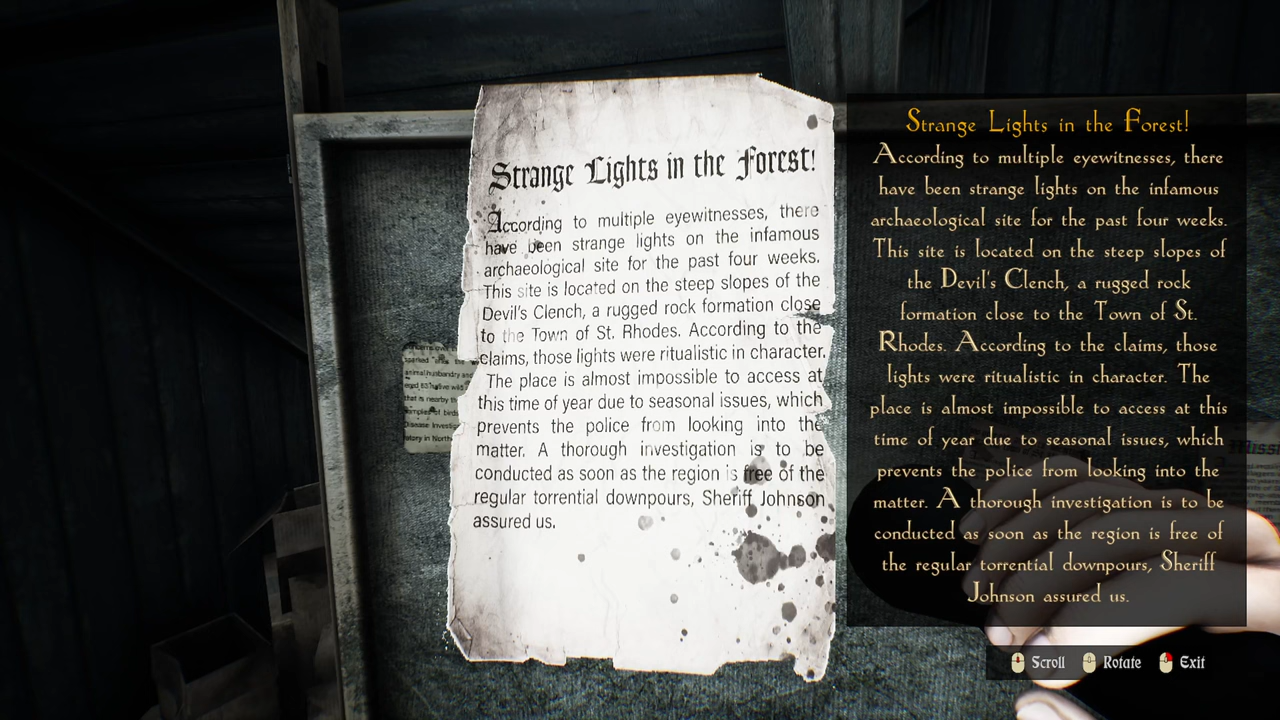 Strange Lights in the Forest!
According to multiple eyewitnesses, there
have been strange lights on the infamous
archaeological site for the past four weeks.
This site is located on the steep slopes of the
Devil's Clench, a rugged rock formation close
to the Town of St. Rhodes. According to the
claims, those lights were ritualistic in character.
The place is almost impossible to access at
this time of year due to seasonal issues, which
prevents the police from looking into the
matter. A thorough investigation is to be
conducted as soon as the region is free of the
regular torrential downpours, Sheriff Johnson
assured us.
animal husbandry and
that is nearby
Strange Lights in the Forest!
According to multiple eyewitnesses, there
have been strange lights on the infamous
archaeological site for the past four weeks.
This site is located on the steep slopes of
the Devil's Clench, a rugged rock
formation close to the Town of St.
Rhodes. According to the claims, those
lights were ritualistic in character. The
place is almost impossible to access at this
time of year due to seasonal issues, which
prevents the police from looking into the
matter. A thorough investigation is to be
conducted as soon as the region is free of
the regular torrential downpours, Sheriff
Johnson assured us.
Scroll Rotate Exit